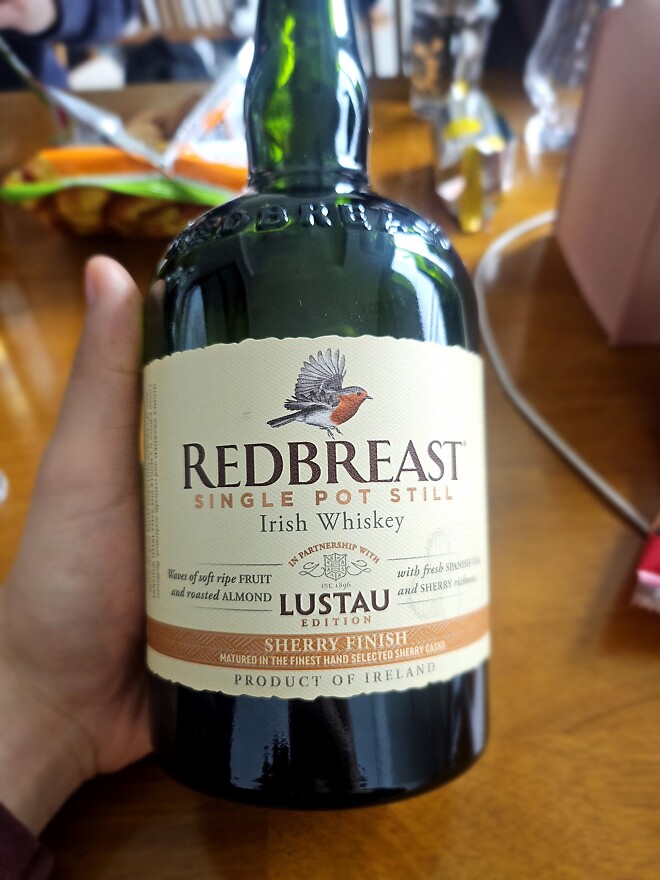 REDBREAST
REDBREAST
SINGLE POT STILL
Irish Whiskey
IN PARTNERSHIP WITH
EST. 1896
Waves of soft ripe FRUIT
and roasted ALMOND
with fresh SPANISH
and SHERRY richness
LUSTAU
EDITION
SHERRY FINISH
MATURED IN THE FINEST HAND SELECTED SHERRY CASKS
PRODUCT OF IRELAND